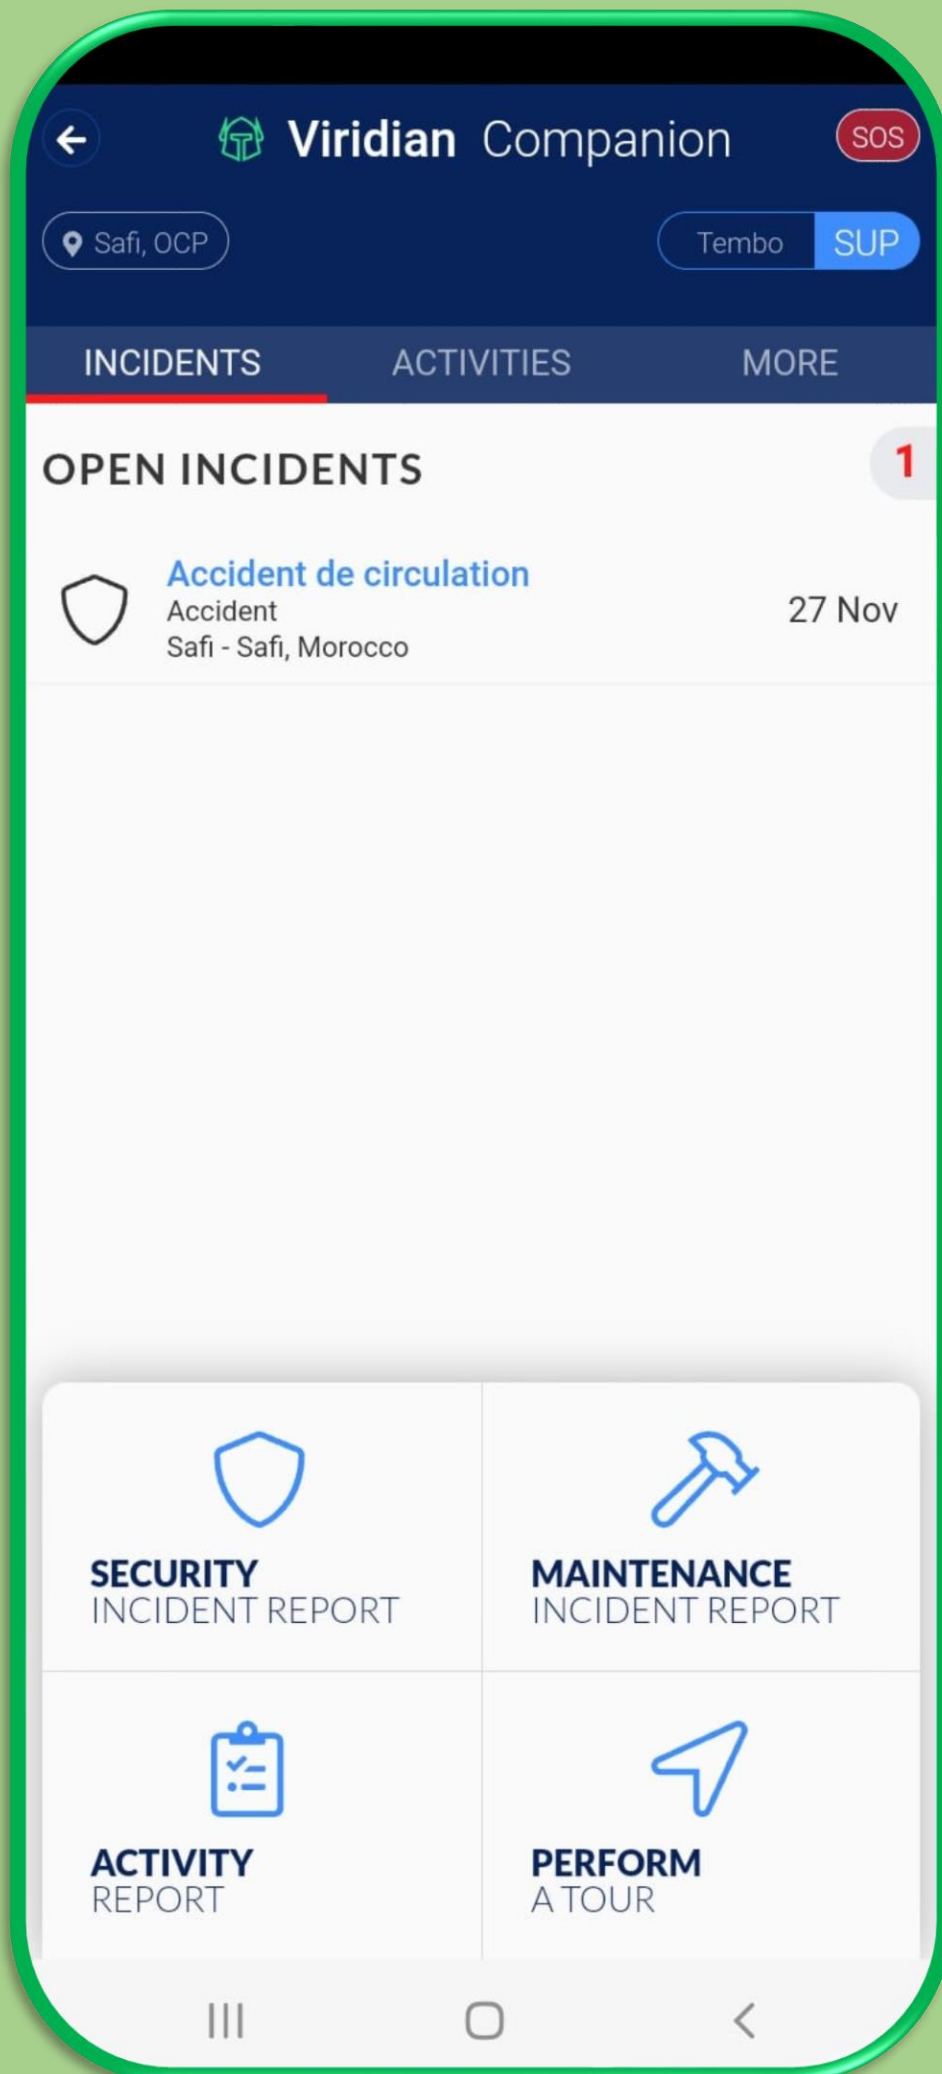 Viridian Companion
SOS
Safi, OCP
Tembo SUP
INCIDENTS ACTIVITIES MORE
OPEN INCIDENTS 1
Accident de circulation
Accident
Safi - Safi, Morocco
27 Nov
SECURITY
INCIDENT REPORT
MAINTENANCE
INCIDENT REPORT
ACTIVITY
REPORT
PERFORM
A TOUR